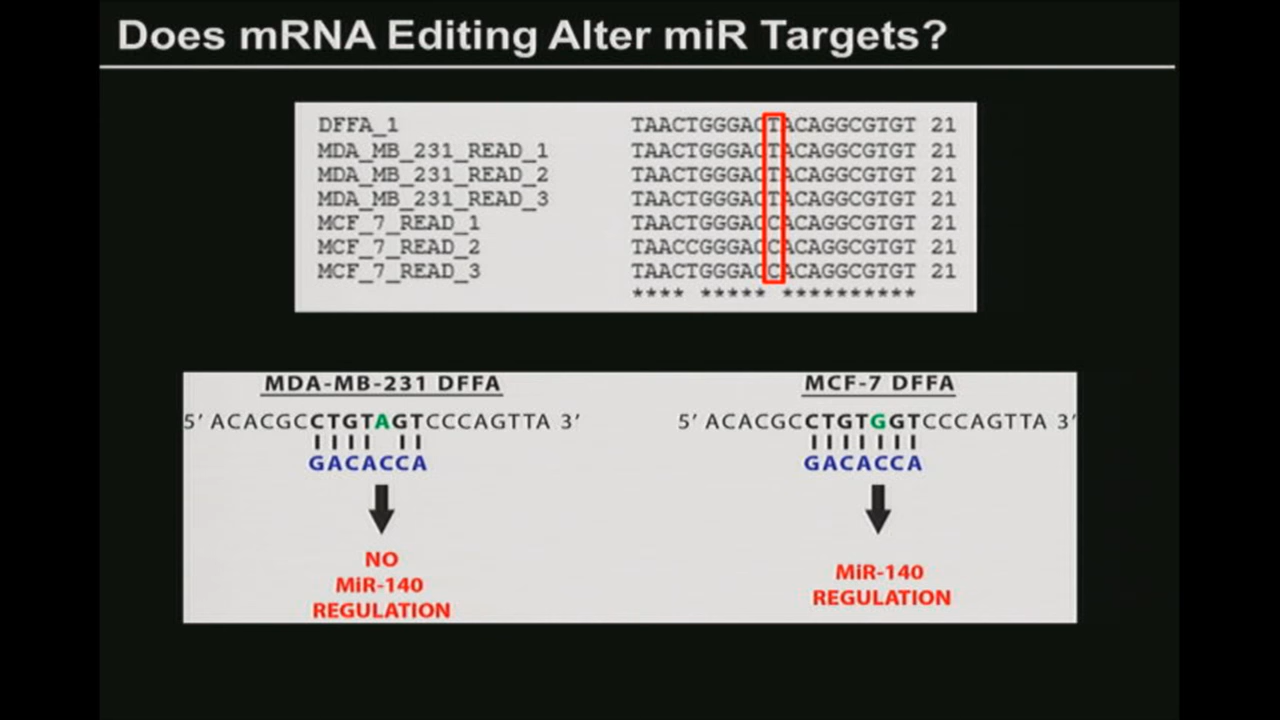 Does mRNA Editing Alter miR Targets?
DFFA_1 TAACTGGGACTACAGGCGTGT 21
MDA_MB_231_READ_1 TAACTGGGACTACAGGCGTGT 21
MDA_MB_231_READ_2 TAACTGGGACTACAGGCGTGT 21
MDA_MB_231_READ_3 TAACTGGGACTACAGGCGTGT 21
MCF_7_READ_1 TAACTGGGACCACAGGCGTGT 21
MCF_7_READ_2 TAACCGGGACCACAGGCGTGT 21
MCF_7_READ_3 TAACTGGGACCACAGGCGTGT 21
**** ***** **********
MDA-MB-231 DFFA
5' ACACGCCTGTAGTCCCAGTTA 3'
GACACCA
NO
MiR-140
REGULATION
MCF-7 DFFA
5' ACACGCCTGTGGTCCCAGTTA 3'
GACACCA
MiR-140
REGULATION